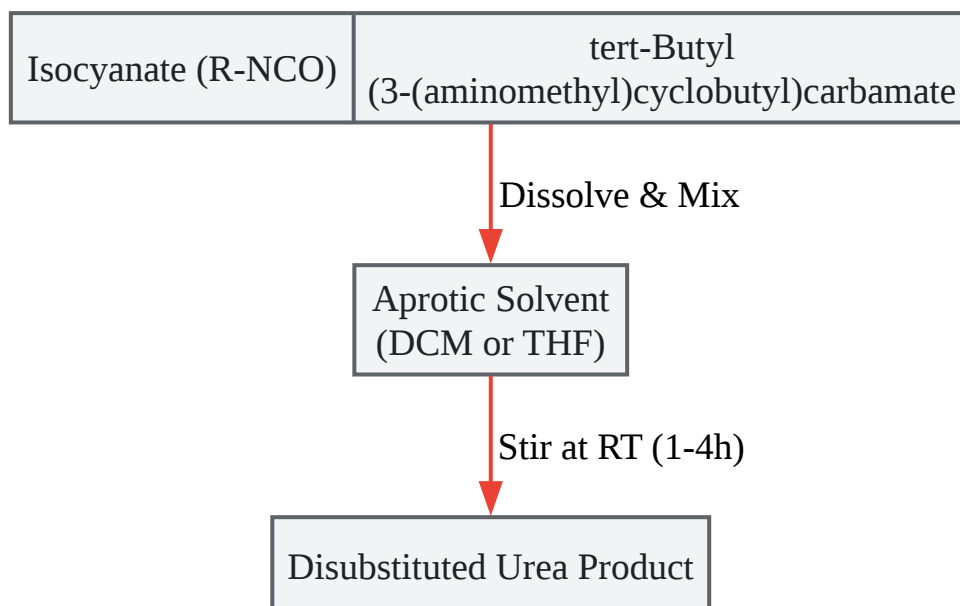 Isocyanate (R-NCO)
tert-Butyl
(3-(aminomethyl)cyclobutyl)carbamate
Dissolve & Mix
Aprotic Solvent
(DCM or THF)
Stir at RT (1-4h)
Disubstituted Urea Product